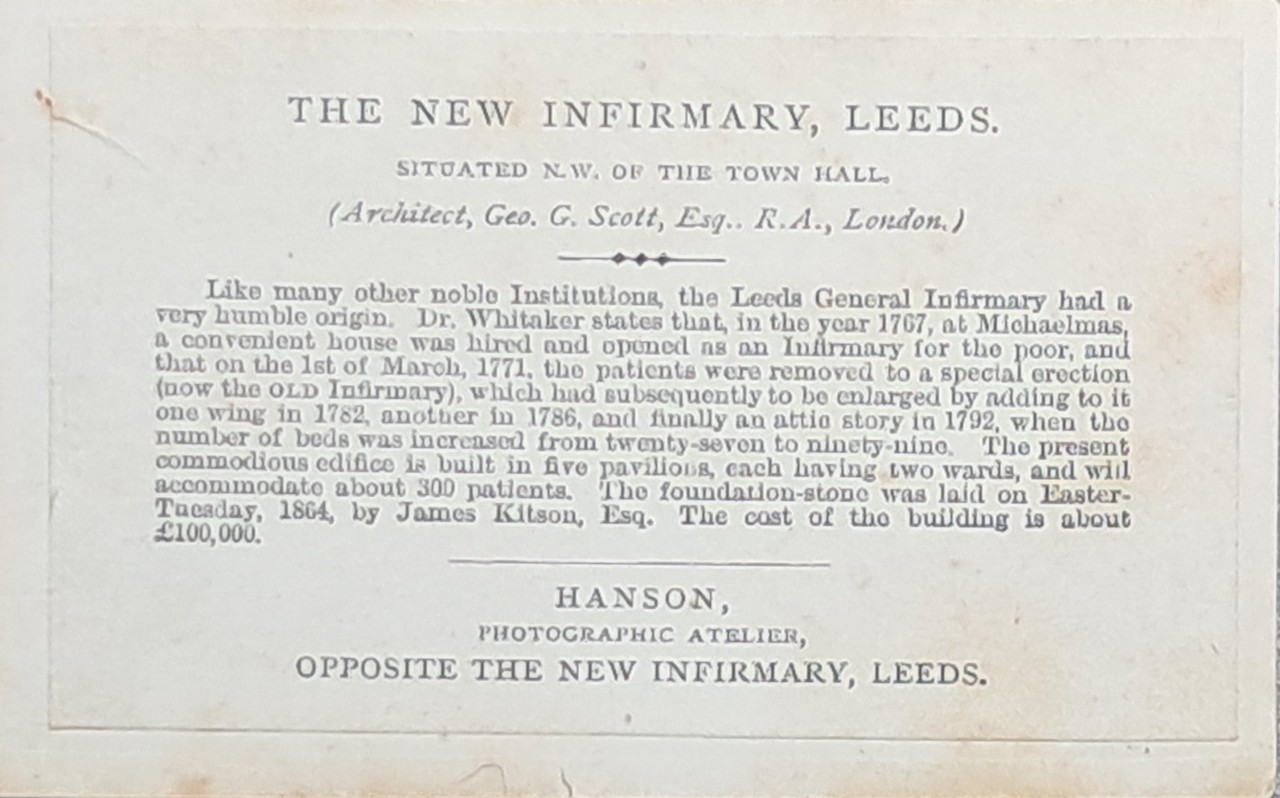 THE NEW INFIRMARY, LEEDS.
SITUATED N.W. OF THE TOWN HALL.
(Architect, Geo. G. Scott, Esq.. R.A., London.)
Like many other noble Institutions, the Leeds General Infirmary had a
very humble origin. Dr. Whitaker states that, in the year 1767, at Michaelmas,
a convenient house was hired and opened as an Infirmary for the poor, and
that on the 1st of March, 1771, the patients were removed to a special erection
(now the OLD Infirmary), which had subsequently to be enlarged by adding to it
one wing in 1782, another in 1786, and finally an attic story in 1792, when the
number of beds was increased from twenty-seven to ninety-nine. The present
commodious edifice is built in five pavilions, each having two wards, and will
accommodate about 300 patients. The foundation-stone was laid on Easter-
Tuesday, 1864, by James Kitson, Esq. The cost of the building is about
£100,000.
HANSON,
PHOTOGRAPHIC ATELIER,
OPPOSITE THE NEW INFIRMARY, LEEDS.